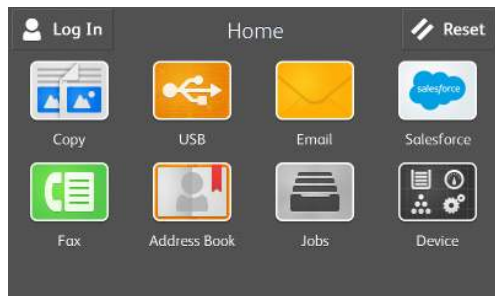 Log In
Home
Reset
salesforce
Copy
USB
Email
Salesforce
Fax
Address Book
Jobs
Device